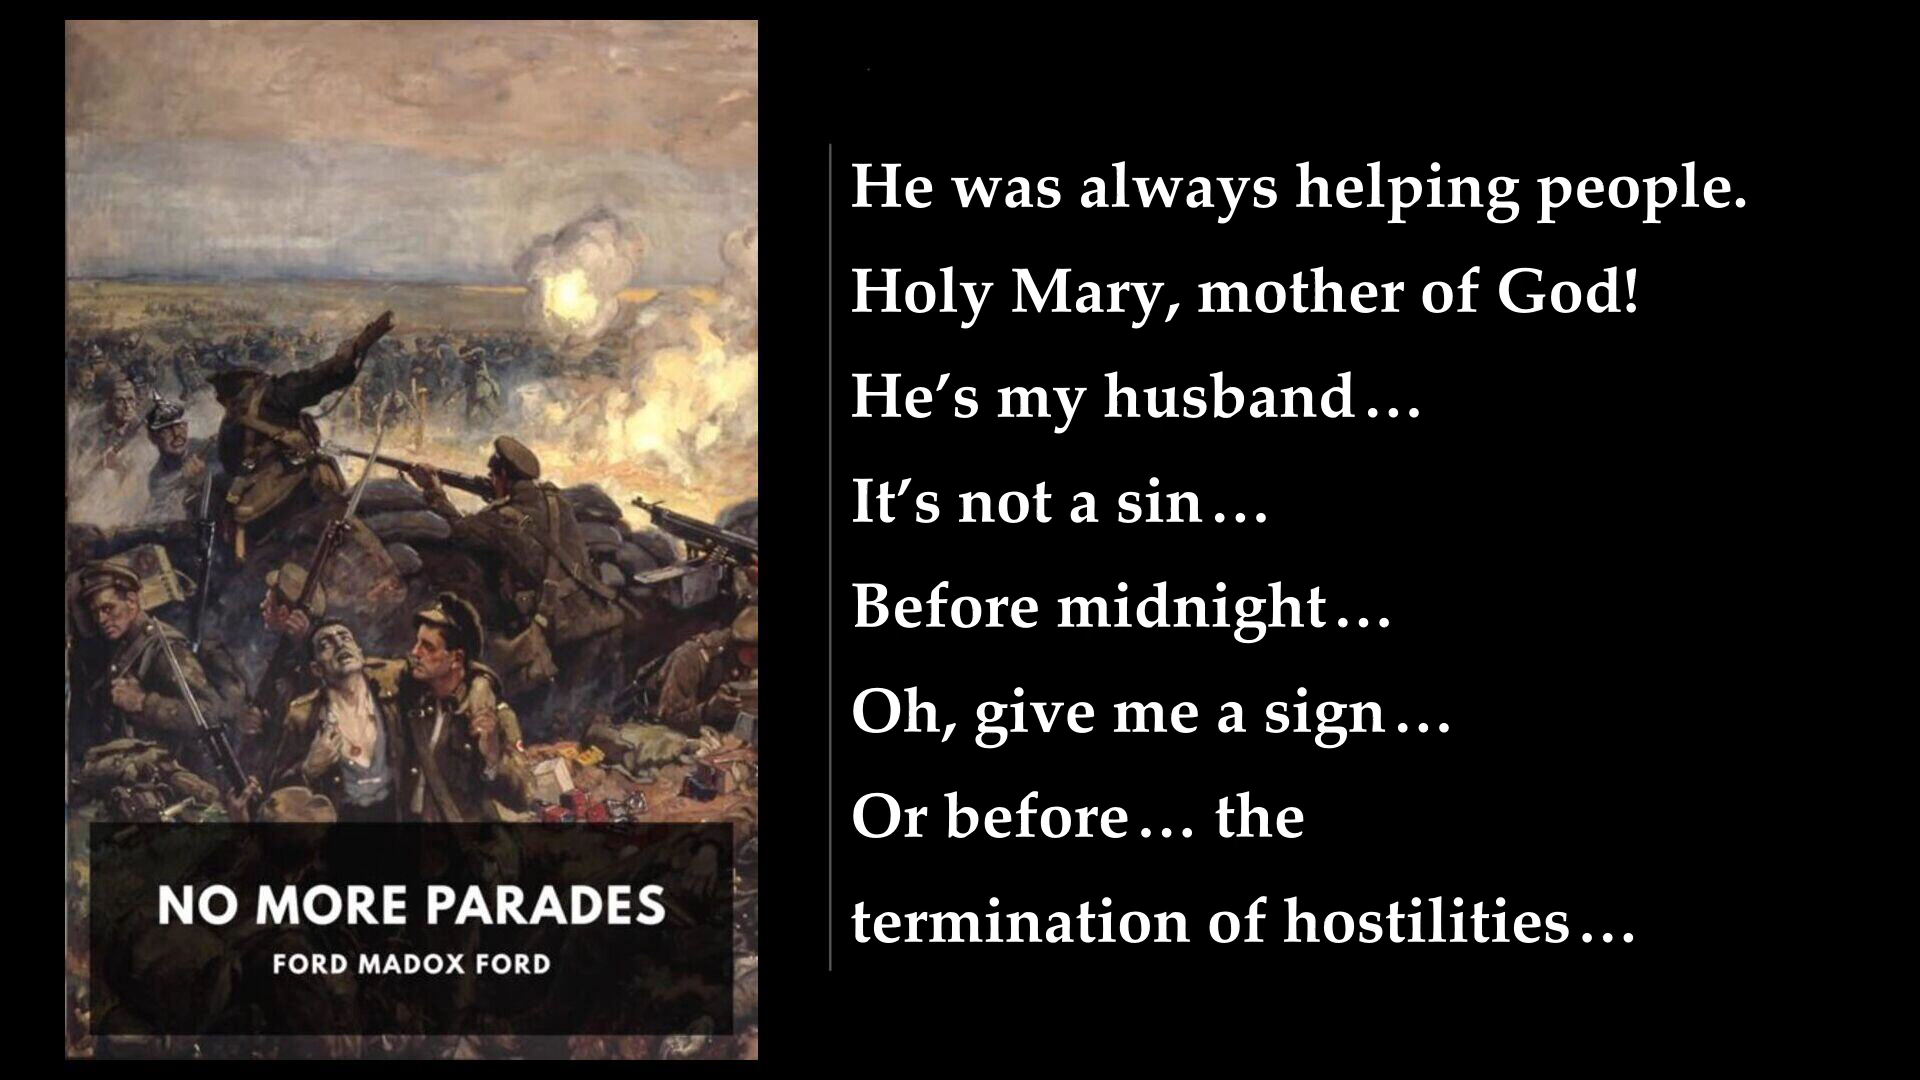 NO MORE PARADES
FORD MADOX FORD
He was always helping people.
Holy Mary, mother of God!
He’s my husband…
It’s not a sin…
Before midnight…
Oh, give me a sign…
Or before… the
termination of hostilities…